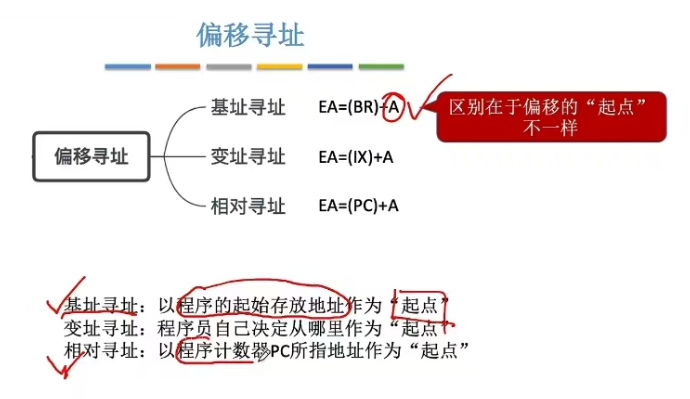 偏移寻址
基址寻址 EA=(BR)+A
区别在于偏移的“起点”
不一样
偏移寻址
变址寻址 EA=(IX)+A
相对寻址 EA=(PC)+A
基址寻址：以程序的起始存放地址作为“起点”
变址寻址：程序员自己决定从哪里作为“起点”
相对寻址：以程序计数器PC所指地址作为“起点”